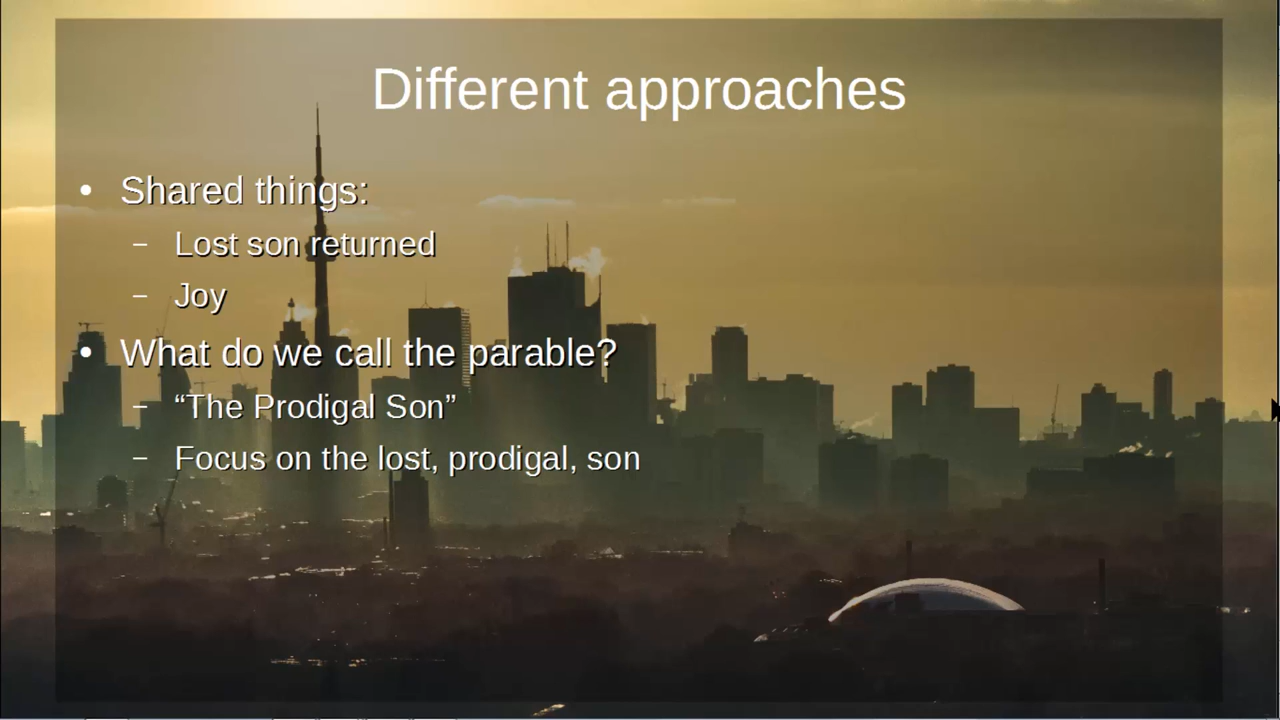 Different approaches
• Shared things:
– Lost son returned
– Joy
• What do we call the parable?
– “The Prodigal Son”
– Focus on the lost, prodigal, son